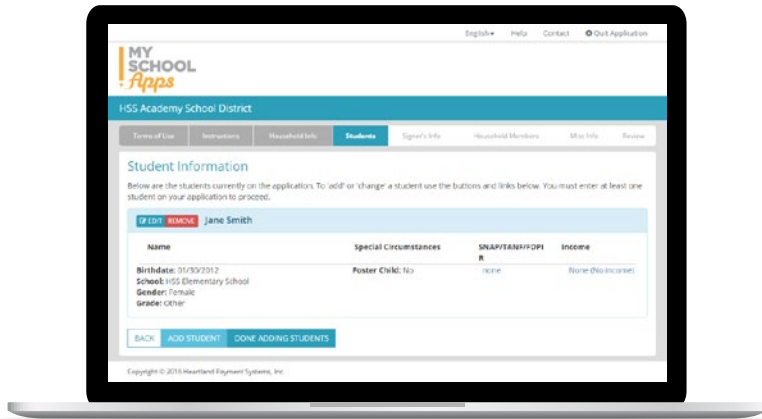 English Help Contact Quit Application
MY
SCHOOL
Apps
HSS Academy School District
Terms of Use Instructions Household Info Students Signer's Info Household Members Misc Info Review
Student Information
Below are the students currently on the application. To 'add' or 'change' a student use the buttons and links below. You must enter at least one
student on your application to proceed.
EDIT REMOVE Jane Smith
Name Special Circumstances SNAP/TANF/FDPI Income
R
Birthdate: 01/30/2012 Foster Child: No none None (No Income)
School: HSS Elementary School
Gender: Female
Grade: Other
BACK ADD STUDENT DONE ADDING STUDENTS
Copyright © 2016 Heartland Payment Systems, Inc.